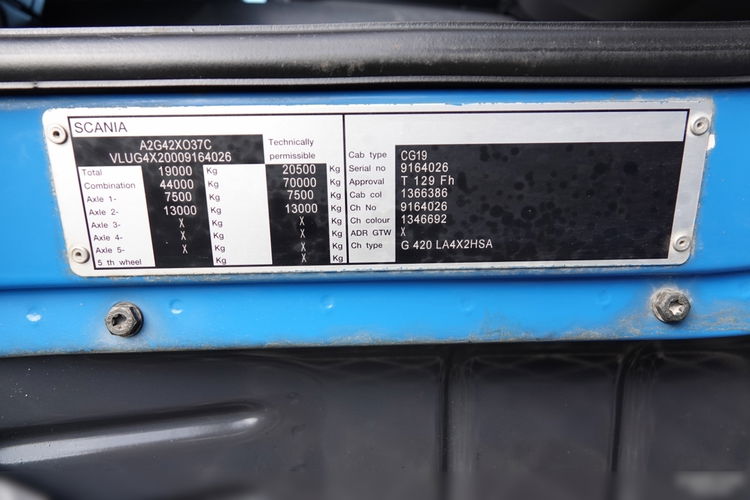 SCANIA
A2G42XO37C
VLUG4X20009164026
Technically
permissible
Total 19000 Kg 20500 Kg
Combination 44000 Kg 70000 Kg
Axle 1- 7500 Kg 7500 Kg
Axle 2- 13000 Kg 13000 Kg
Axle 3- X Kg X Kg
Axle 4- X Kg X Kg
Axle 5- X Kg X Kg
5 th wheel Kg X Kg
Cab type CG19
Serial no 9164026
Approval T 129 Fh
Cab col 1366386
Ch No 9164026
Ch colour 1346692
ADR GTW X
Ch type G 420 LA4X2HSA